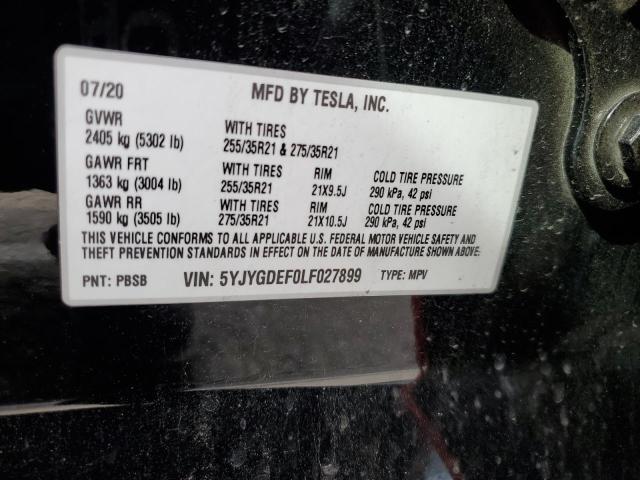 07/20 MFD BY TESLA, INC.
GVWR
2405 kg (5302 lb) WITH TIRES
255/35R21 & 275/35R21
GAWR FRT WITH TIRES RIM COLD TIRE PRESSURE
1363 kg (3004 lb) 255/35R21 21X9.5J 290 kPa, 42 psi
GAWR RR WITH TIRES RIM COLD TIRE PRESSURE
1590 kg (3505 lb) 275/35R21 21X10.5J 290 kPa, 42 psi
THIS VEHICLE CONFORMS TO ALL APPLICABLE U.S. FEDERAL MOTOR VEHICLE SAFETY AND
THEFT PREVENTION STANDARDS IN EFFECT ON THE DATE OF MANUFACTURE SHOWN ABOVE.
PNT: PBSB VIN: 5YJYGDEF0LF027899 TYPE: MPV